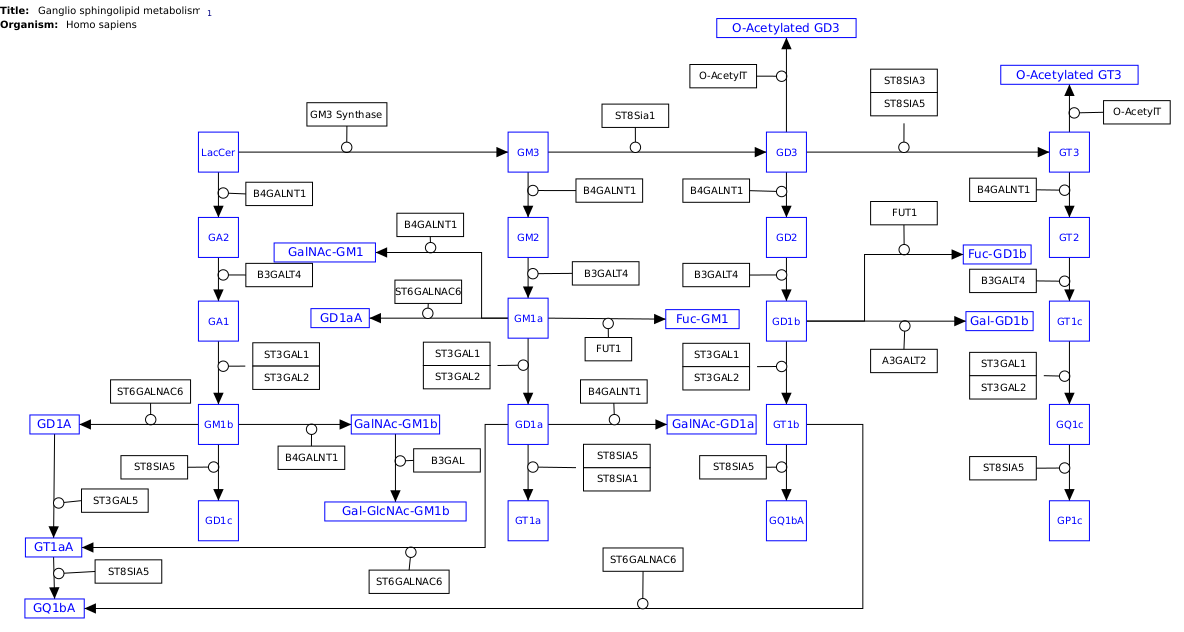 Title: Ganglio sphingolipid metabolism 1
Organism: Homo sapiens
O-Acetylated GD3
O-AcetylT
ST8SIA3
ST8SIA5
O-Acetylated GT3
O-AcetylT
GM3 Synthase
ST8Sia1
LacCer
GM3
GD3
GT3
B4GALNT1
B4GALNT1
B4GALNT1
B4GALNT1
FUT1
B4GALNT1
GA2
GM2
GD2
GT2
GalNAc-GM1
Fuc-GD1b
B3GALT4
B3GALT4
B3GALT4
B3GALT4
ST6GALNAC6
GD1aA
GA1
GM1a
Fuc-GM1
GD1b
Gal-GD1b
GT1c
FUT1
A3GALT2
ST3GAL1
ST3GAL2
ST3GAL1
ST3GAL2
ST3GAL1
ST3GAL2
ST3GAL1
ST3GAL2
ST6GALNAC6
B4GALNT1
GD1A
GM1b
GalNAc-GM1b
GD1a
GalNAc-GD1a
GT1b
GQ1c
B4GALNT1
B3GAL
ST8SIA5
ST8SIA5
ST8SIA1
ST8SIA5
ST8SIA5
ST3GAL5
Gal-GlcNAc-GM1b
GD1c
GT1a
GQ1bA
GP1c
GT1aA
ST8SIA5
ST6GALNAC6
ST6GALNAC6
GQ1bA